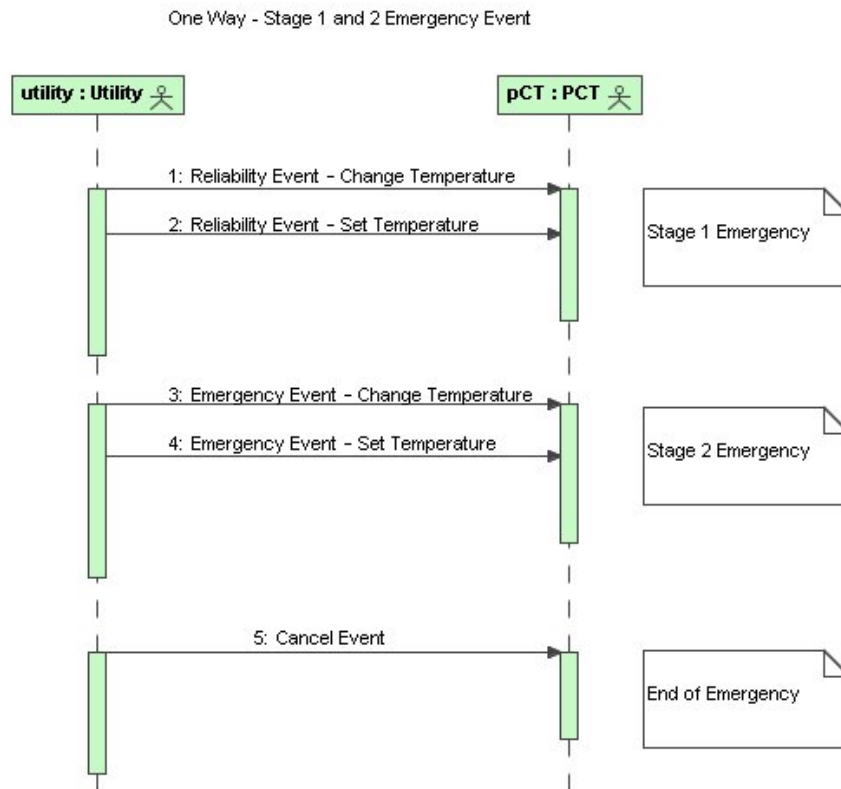 One Way - Stage 1 and 2 Emergency Event
utility : Utility
pCT : PCT
1: Reliability Event - Change Temperature
2: Reliability Event - Set Temperature
Stage 1 Emergency
3: Emergency Event - Change Temperature
4: Emergency Event - Set Temperature
Stage 2 Emergency
5: Cancel Event
End of Emergency